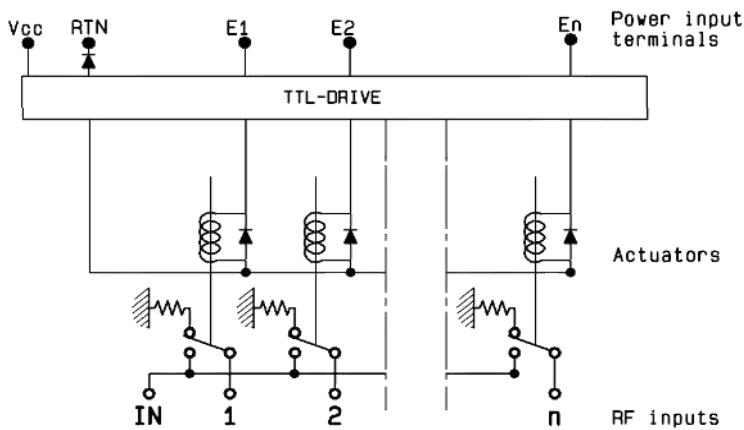 Vcc RTN E1 E2 En Power input
terminals
TTL-DRIVE
Actuators
IN 1 2 n RF inputs